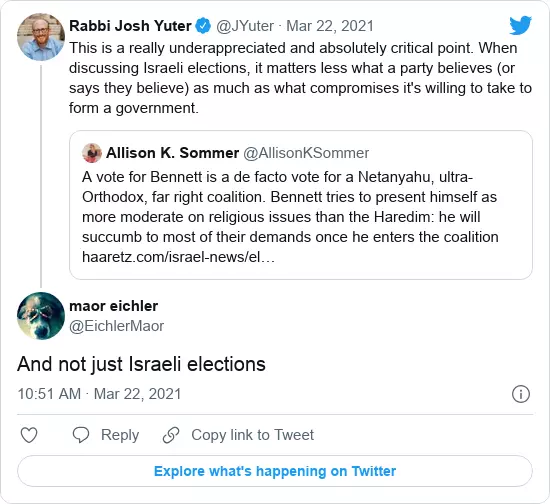 Rabbi Josh Yuter @JYuter · Mar 22, 2021
This is a really underappreciated and absolutely critical point. When
discussing Israeli elections, it matters less what a party believes (or
says they believe) as much as what compromises it's willing to take to
form a government.
Allison K. Sommer @AllisonKSommer
A vote for Bennett is a de facto vote for a Netanyahu, ultra-
Orthodox, far right coalition. Bennett tries to present himself as
more moderate on religious issues than the Haredim: he will
succumb to most of their demands once he enters the coalition
haaretz.com/israel-news/el…
maor eichler
@EichlerMaor
And not just Israeli elections
10:51 AM · Mar 22, 2021
Reply Copy link to Tweet
Explore what's happening on Twitter